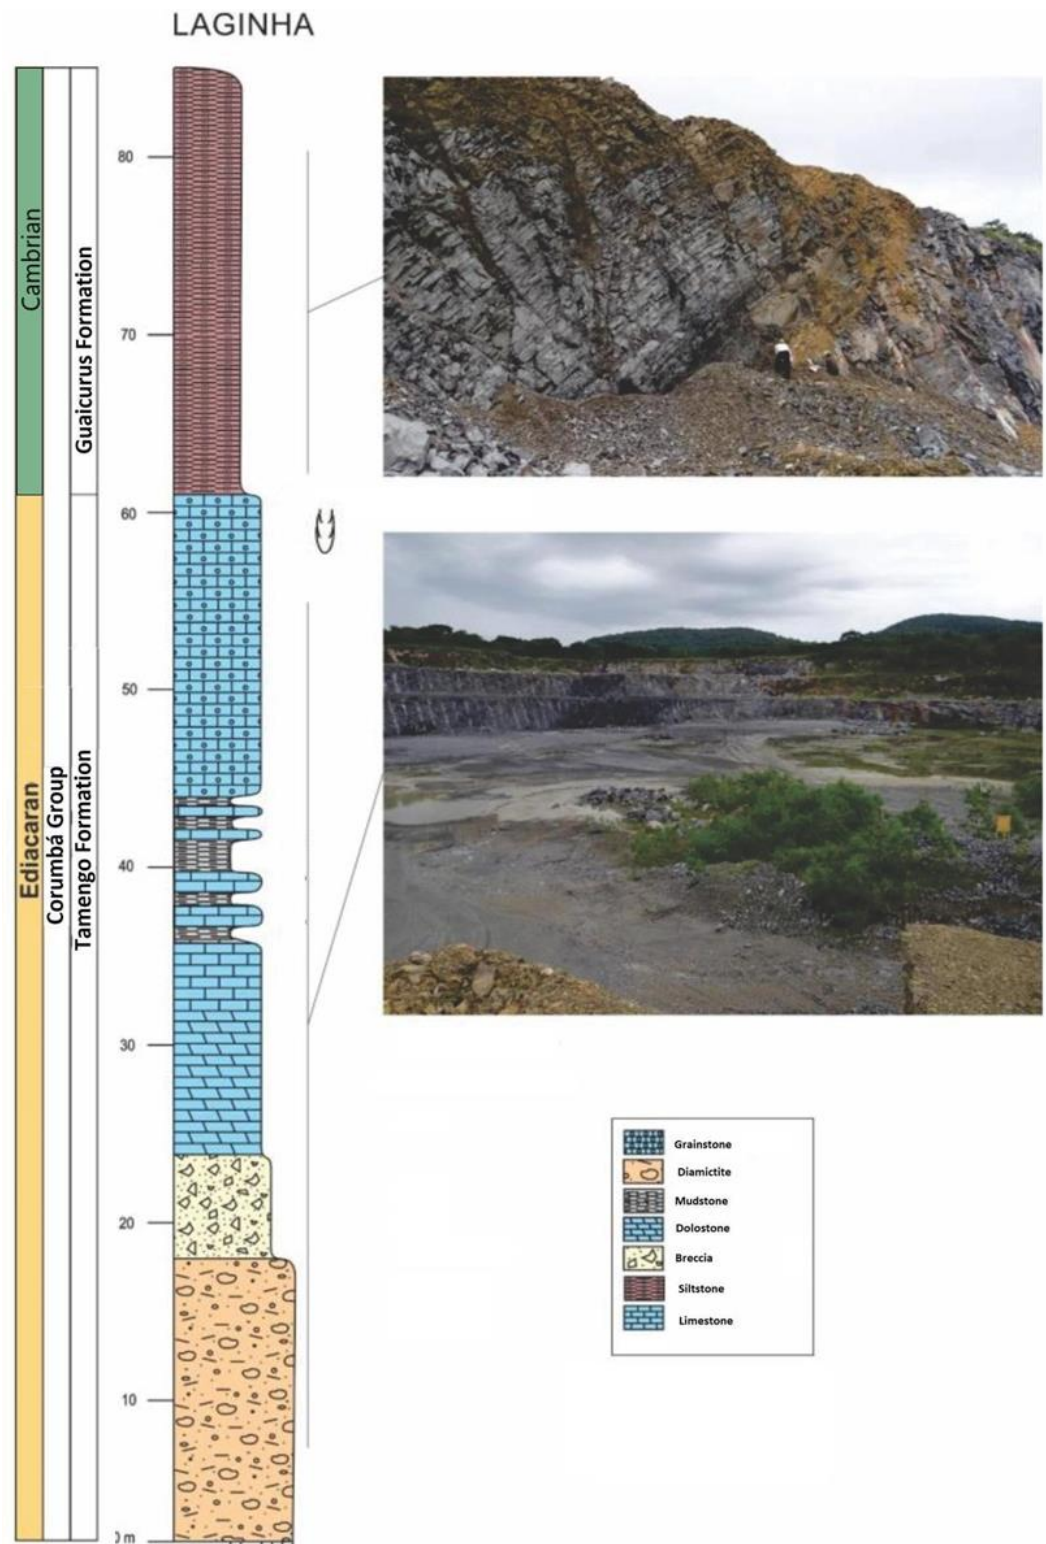 LAGINHA
Cambrian
Guaicurus Formation
Ediacaran
Corumbá Group
Tamengo Formation
80
70
60
50
40
30
20
10
0 m
Grainstone
Diamictite
Mudstone
Dolostone
Breccia
Siltstone
Limestone